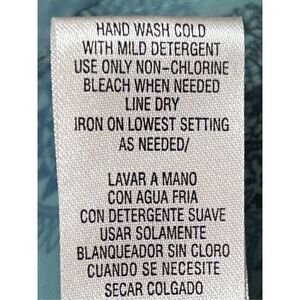 HAND WASH COLD
WITH MILD DETERGENT
USE ONLY NON-CHLORINE
BLEACH WHEN NEEDED
LINE DRY
IRON ON LOWEST SETTING
AS NEEDED/
LAVAR A MANO
CON AGUA FRIA
CON DETERGENTE SUAVE
USAR SOLAMENTE
BLANQUEADOR SIN CLORO
CUANDO SE NECESITE
SECAR COLGADO